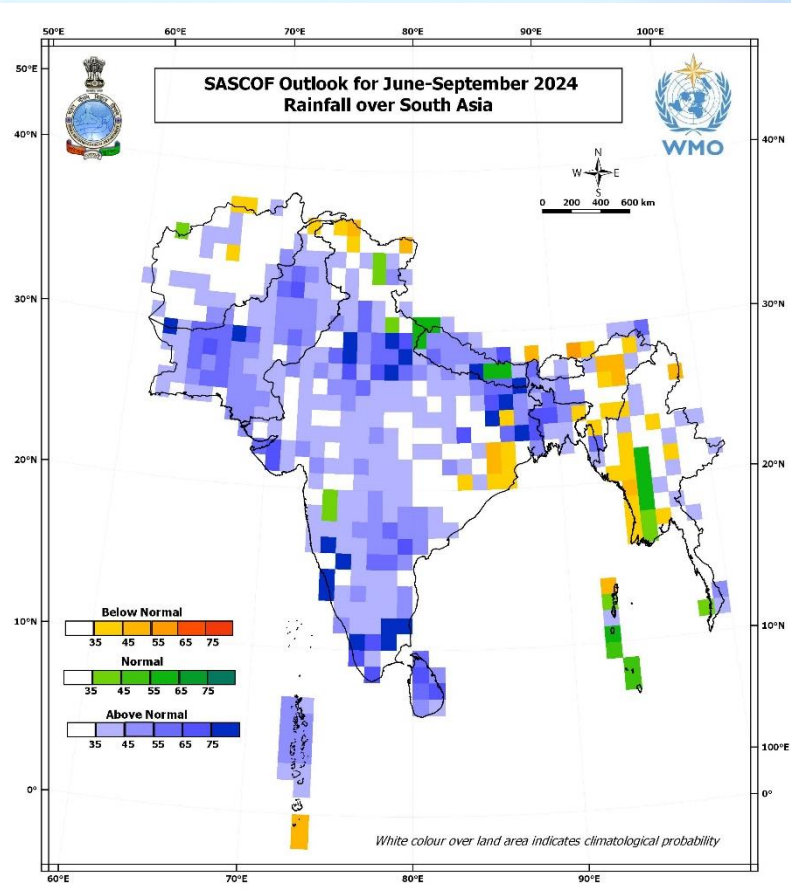 50°E 60°E 70°E 80°E 90°E 100°E
50°N
SASCOF Outlook for June-September 2024
Rainfall over South Asia
WMO
40°N 40°N
N
W E
S
0 200 400 600 km
30°N 30°N
20°N 20°N
10°N 10°N
Below Normal
35 45 55 65 75
Normal
35 45 55 65 75
Above Normal
35 45 55 65 75
100°E
0° 0°
White colour over land area indicates climatological probability
60°E 70°E 80°E 90°E